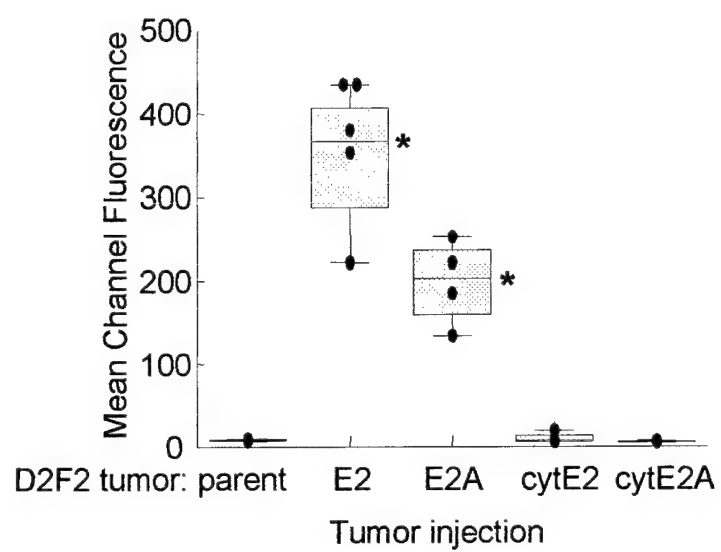 Mean Channel Fluorescence
500
400
300
200
100
0
*
*
D2F2 tumor: parent E2 E2A cytE2 cytE2A
Tumor injection